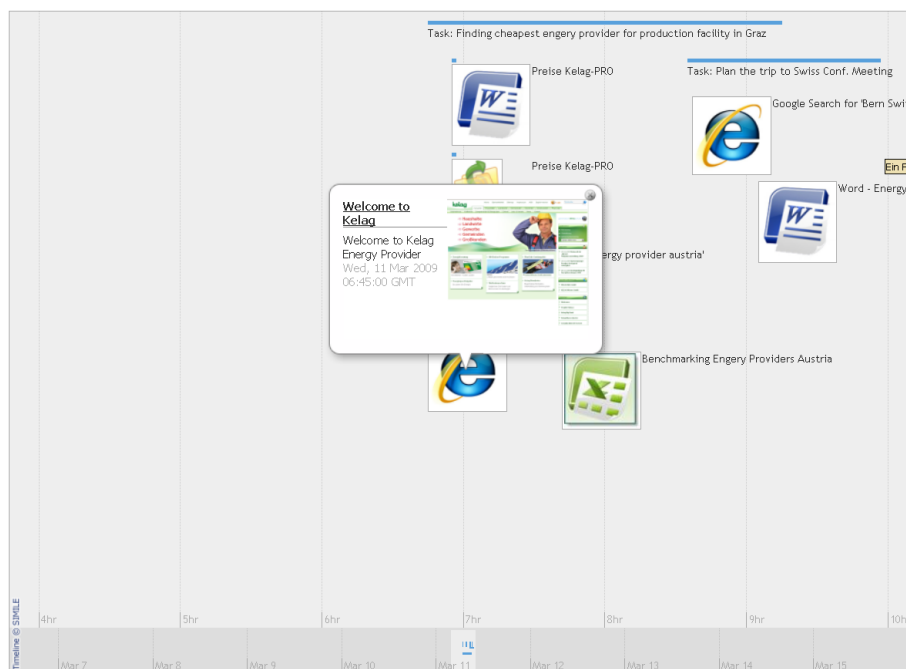 Task: Finding cheapest engery provider for production facility in Graz
Preise Kelag-PRO
Task: Plan the trip to Swiss Conf. Meeting
Google Search for 'Bern Swi
Preise Kelag-PRO
Ein F
Word - Energy
Welcome to
Kelag
Welcome to Kelag
Energy Provider
Wed, 11 Mar 2009
06:45:00 GMT
kelag
ergy provider austria'
Benchmarking Engery Providers Austria
Timeline © SIMILE
4hr
5hr
6hr
7hr
8hr
9hr
10h
Mar 7
Mar 8
Mar 9
Mar 10
Mar 11
Mar 12
Mar 13
Mar 14
Mar 15